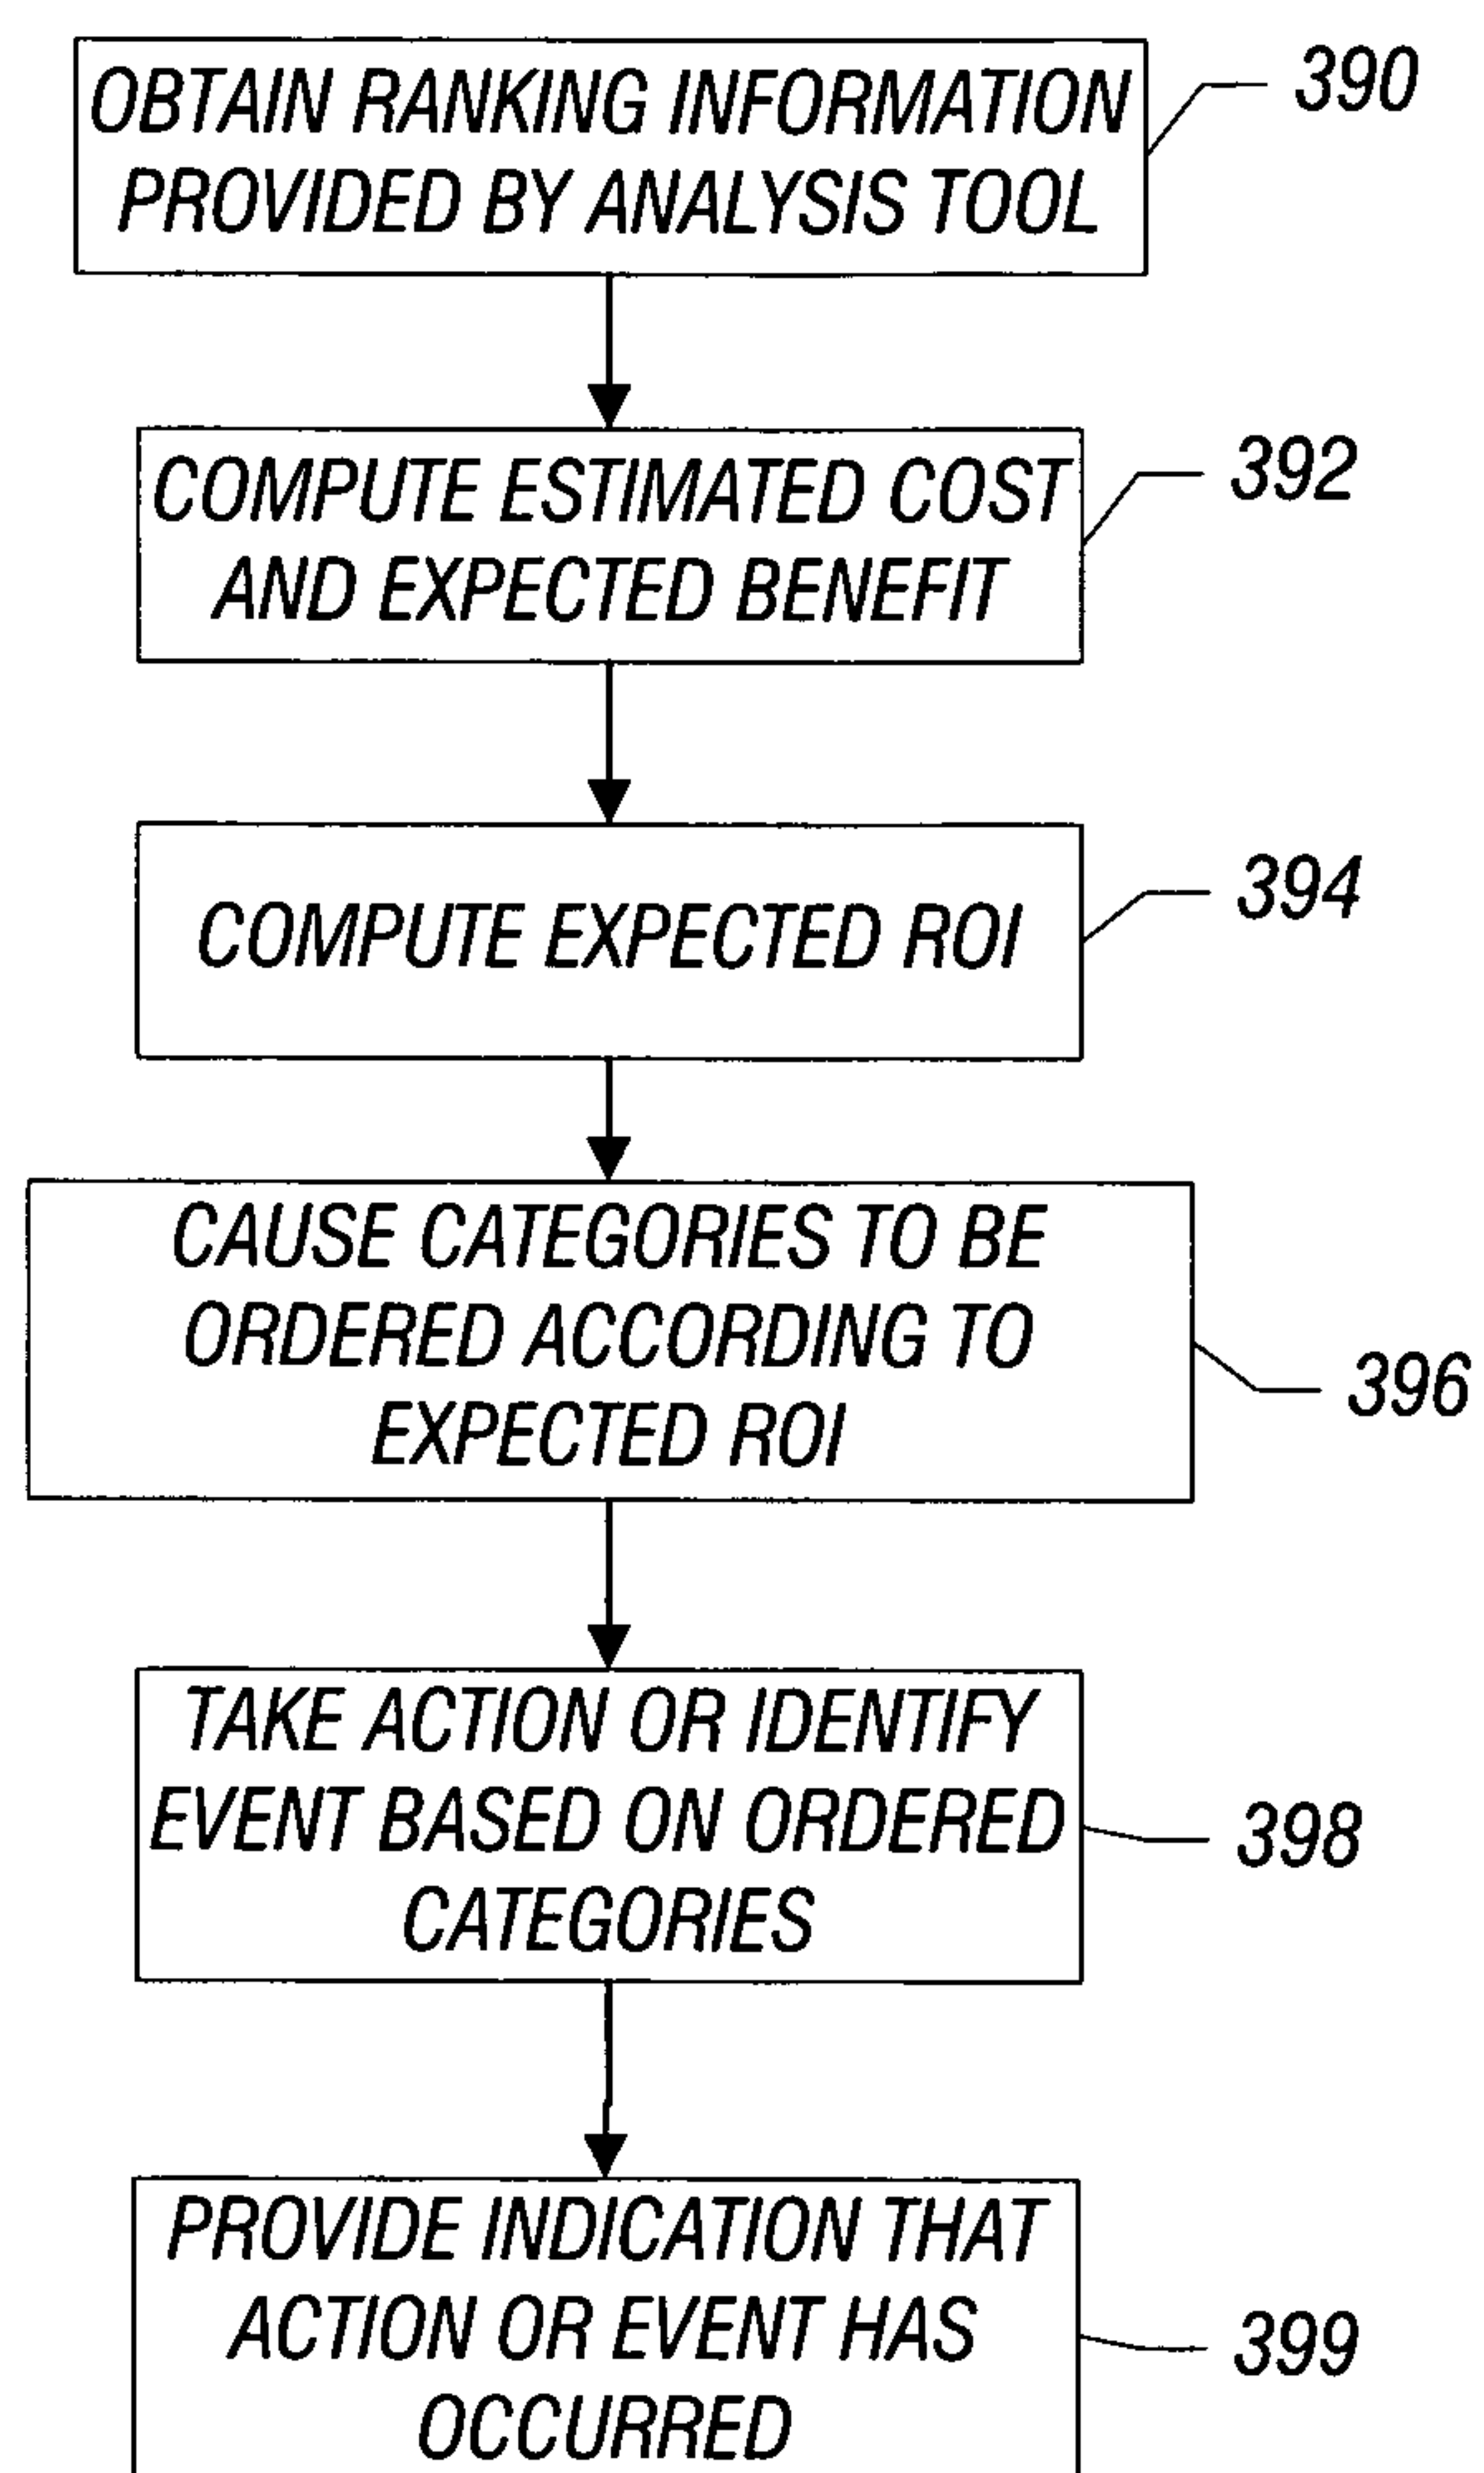 OBTAIN RANKING INFORMATION
PROVIDED BY ANALYSIS TOOL
390
COMPUTE ESTIMATED COST
AND EXPECTED BENEFIT
392
COMPUTE EXPECTED ROI
394
CAUSE CATEGORIES TO BE
ORDERED ACCORDING TO
EXPECTED ROI
396
TAKE ACTION OR IDENTIFY
EVENT BASED ON ORDERED
CATEGORIES
398
PROVIDE INDICATION THAT
ACTION OR EVENT HAS
OCCURRED
399